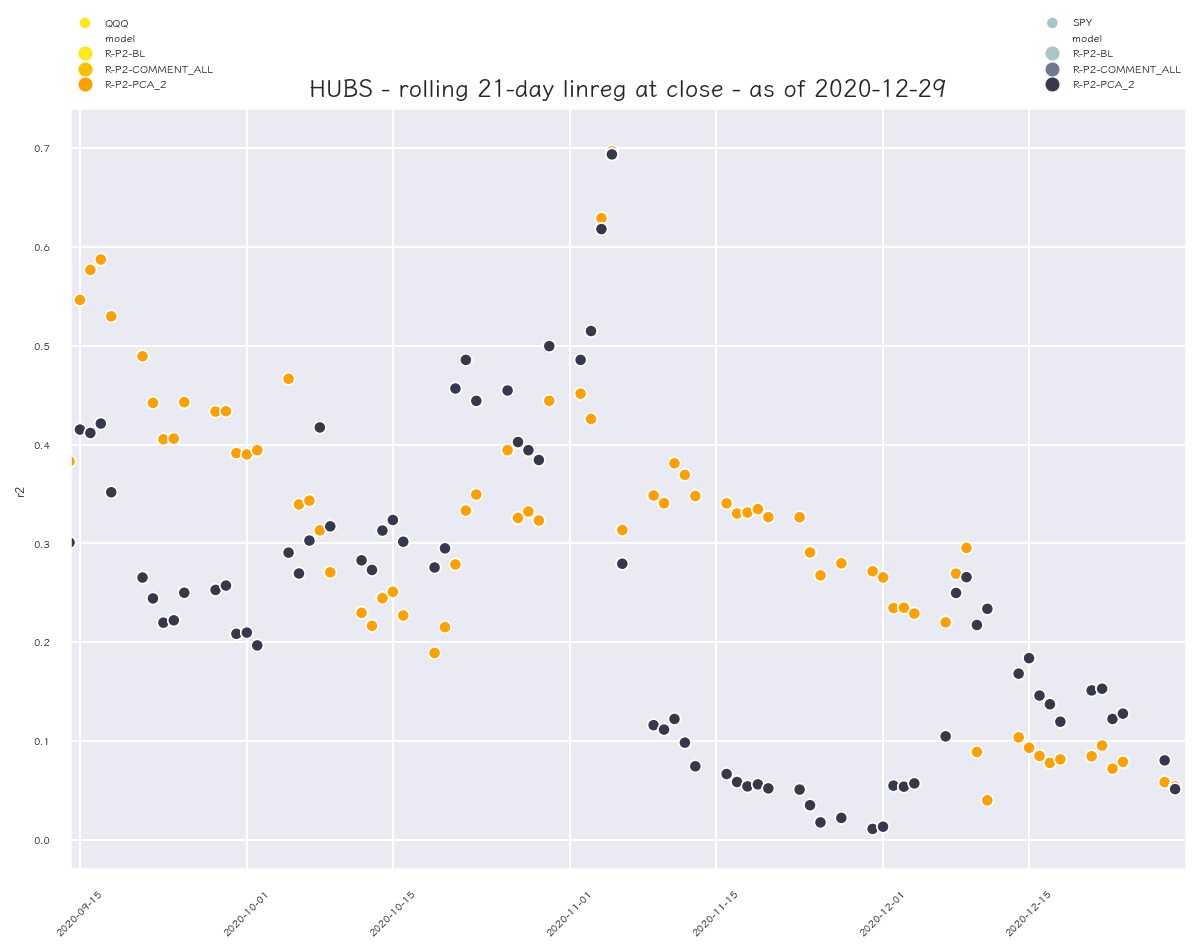 QQQ
model
R-P2-BL
R-P2-COMMENT_ALL
R-P2-PCA_2
SPY
model
R-P2-BL
R-P2-COMMENT_ALL
R-P2-PCA_2
HUBS - rolling 21-day linreg at close - as of 2020-12-29
0.7
0.6
0.5
0.4
0.3
0.2
0.1
0.0
r2
2020-09-15
2020-10-01
2020-10-15
2020-11-01
2020-11-15
2020-12-01
2020-12-15